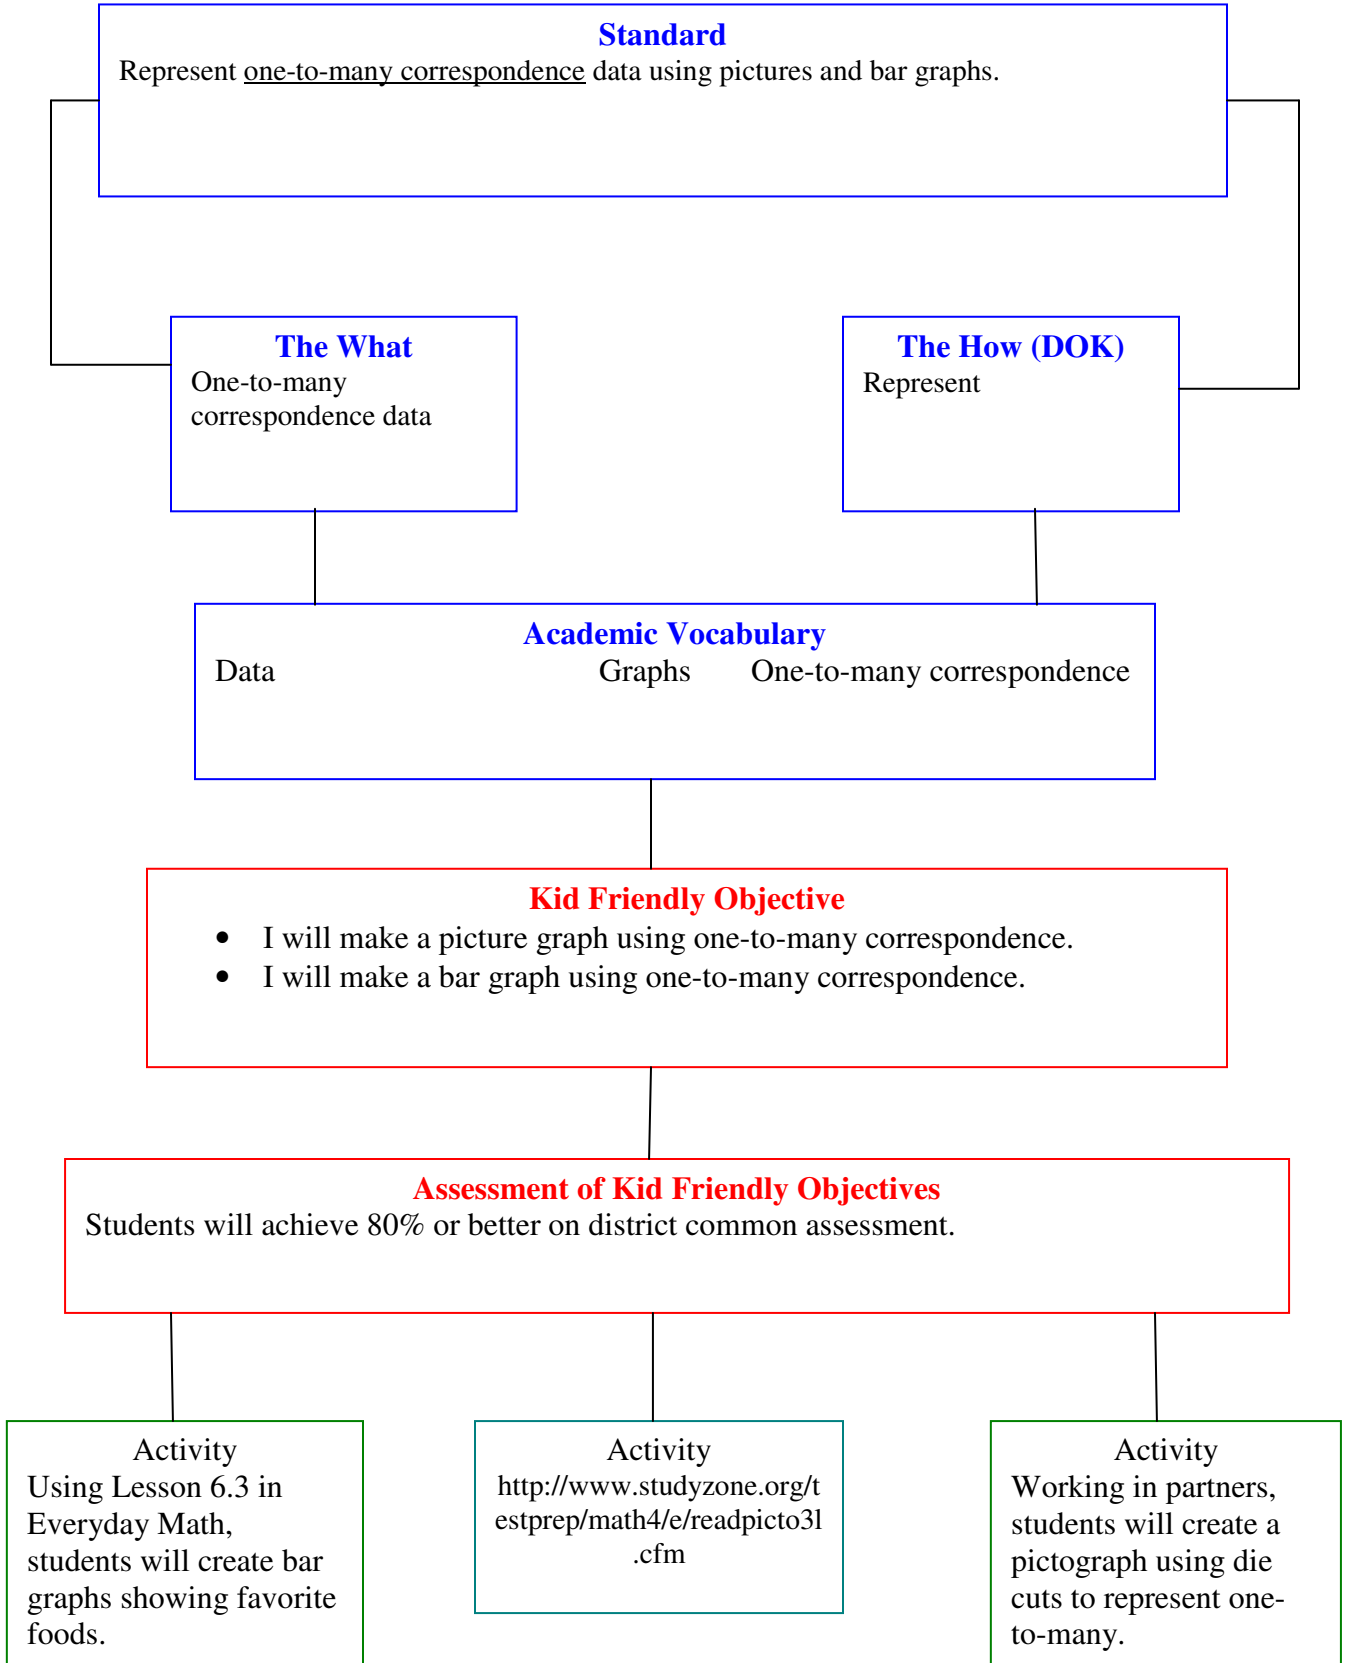 Standard
Represent one-to-many correspondence data using pictures and bar graphs.
The What
One-to-many
correspondence data
The How (DOK)
Represent
Academic Vocabulary
Data Graphs One-to-many correspondence
Kid Friendly Objective
• I will make a picture graph using one-to-many correspondence.
• I will make a bar graph using one-to-many correspondence.
Assessment of Kid Friendly Objectives
Students will achieve 80% or better on district common assessment.
Activity
Using Lesson 6.3 in
Everyday Math,
students will create bar
graphs showing favorite
foods.
Activity
http://www.studyzone.org/t
estprep/math4/e/readpicto3l
.cfm
Activity
Working in partners,
students will create a
pictograph using die
cuts to represent one-
to-many.